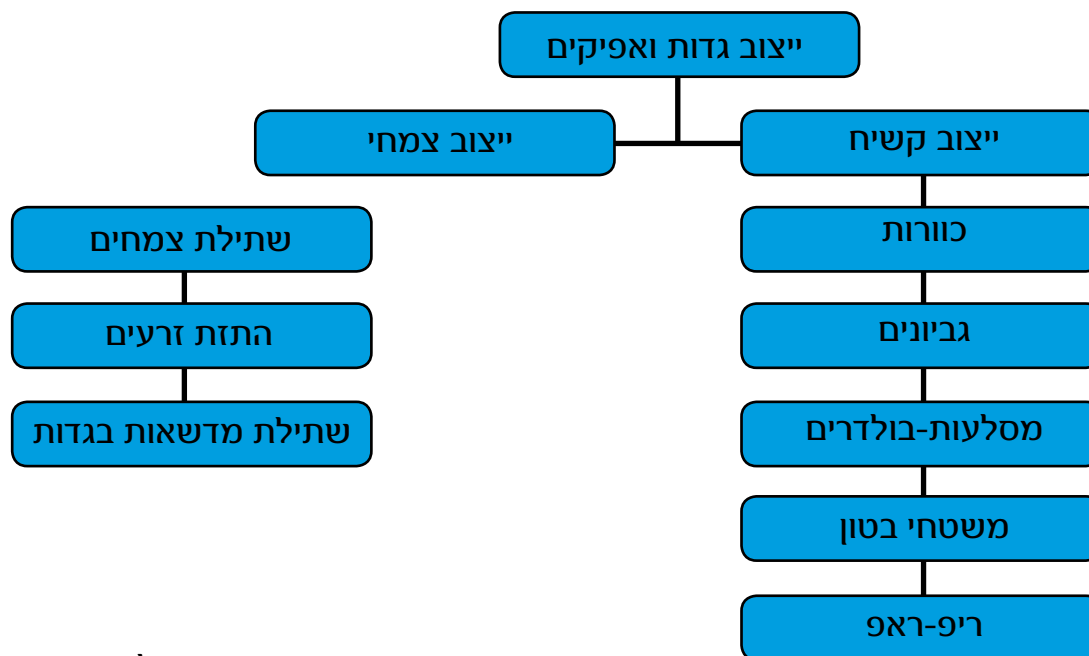 ייצוב גדות ואפיקים
ייצוב קשיח
ייצוב צמחי
כוורות
גביונים
מסלעות-בולדרים
משטחי בטון
ריפ-ראפ
שתילת צמחים
התזת זרעים
שתילת מדשאות בגדות